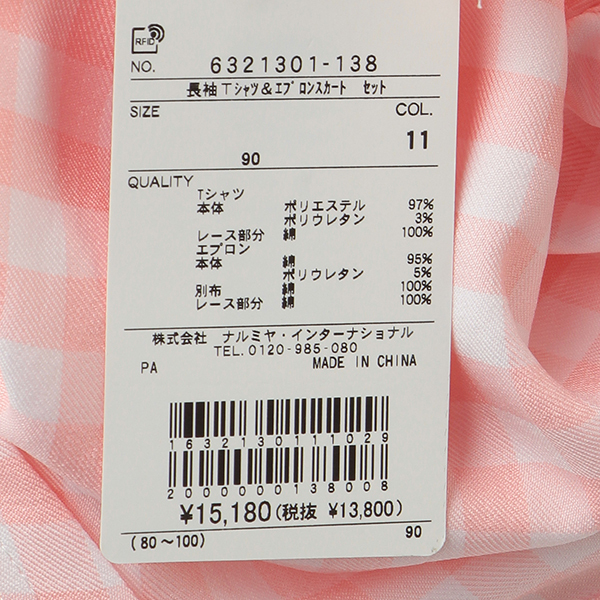 RFID
NO. 6321301-138
長袖Tシャツ&エプロンスカート セット
SIZE COL.
11
90
QUALITY
Tシャツ
本体 ポリエステル 97%
ポリウレタン 3%
レース部分 綿 100%
エプロン
本体 綿 95%
ポリウレタン 5%
別布 綿 100%
レース部分 綿 100%
株式会社 ナルミヤ・インターナショナル
TEL.0120-985-080
PA MADE IN CHINA
1632130111029
2000000138008
¥15,180(税抜 ¥13,800)
(80〜100) 90